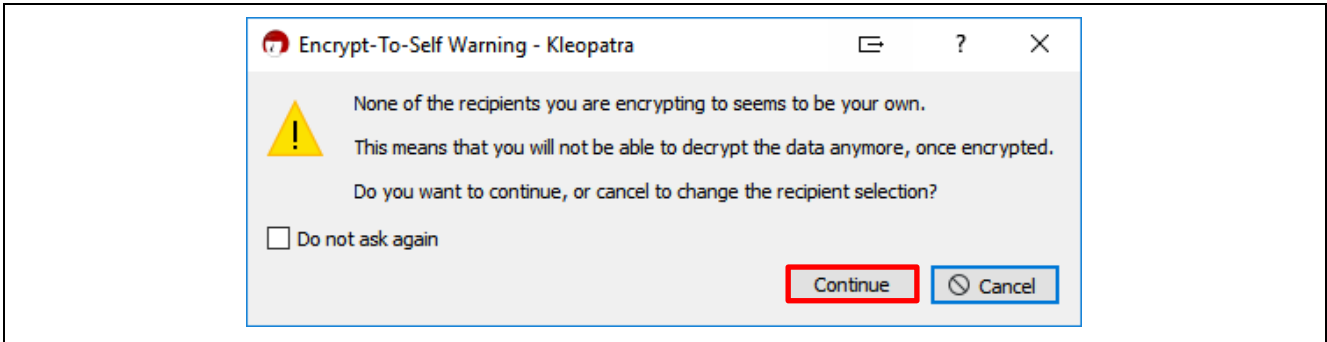 Encrypt-To-Self Warning - Kleopatra
None of the recipients you are encrypting to seems to be your own.
This means that you will not be able to decrypt the data anymore, once encrypted.
Do you want to continue, or cancel to change the recipient selection?
Do not ask again
Continue Cancel